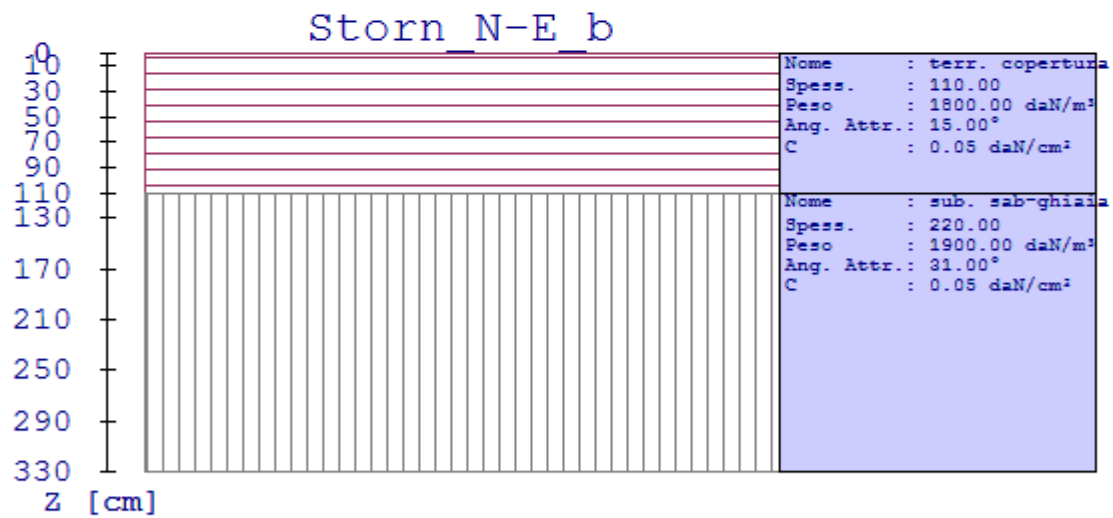 Storn_N-E_b
0
10
30
50
70
90
110
130
170
210
250
290
330
Z [cm]
Nome : terr. copertura
Spess. : 110.00
Peso : 1800.00 daN/m³
Ang. Attr.: 15.00°
C : 0.05 daN/cm²
Nome : sub. sab-ghiaia
Spess. : 220.00
Peso : 1900.00 daN/m³
Ang. Attr.: 31.00°
C : 0.05 daN/cm²